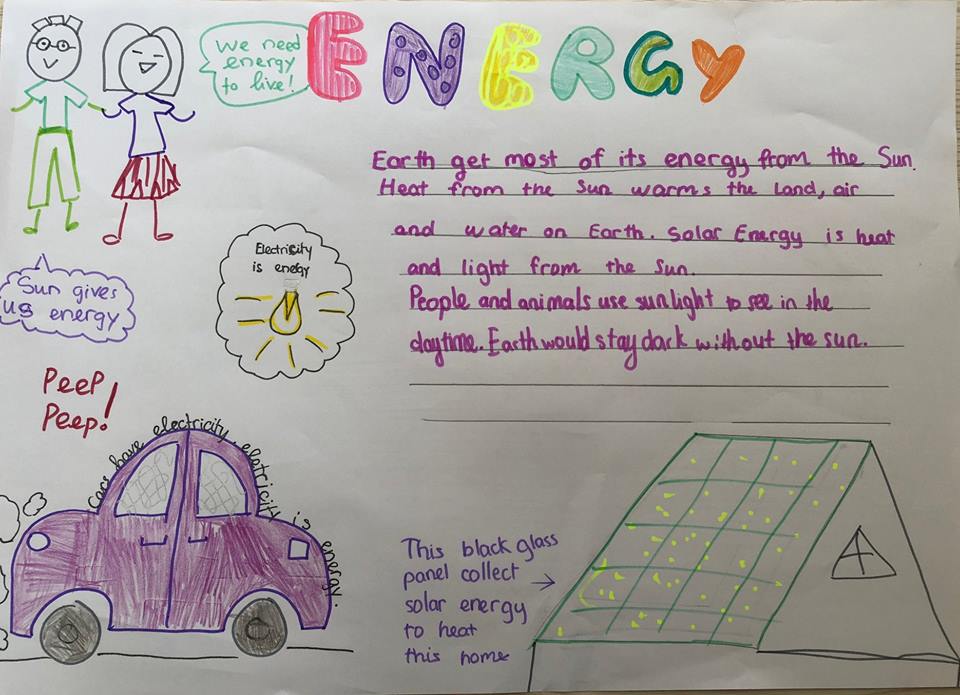 We need
energy
to live!
ENERGY
Earth get most of its energy from the Sun.
Heat from the Sun warms the Land, air
and water on Earth. Solar Energy is heat
and light from the Sun.
People and animals use sunlight to see in the
daytime. Earth would stay dark without the sun.
Electricity
is energy
Sun gives
us energy
Peep
Peep!
Cars have electricity, eletricity is energy.
This black glass
panel collect
solar energy
to heat
this home